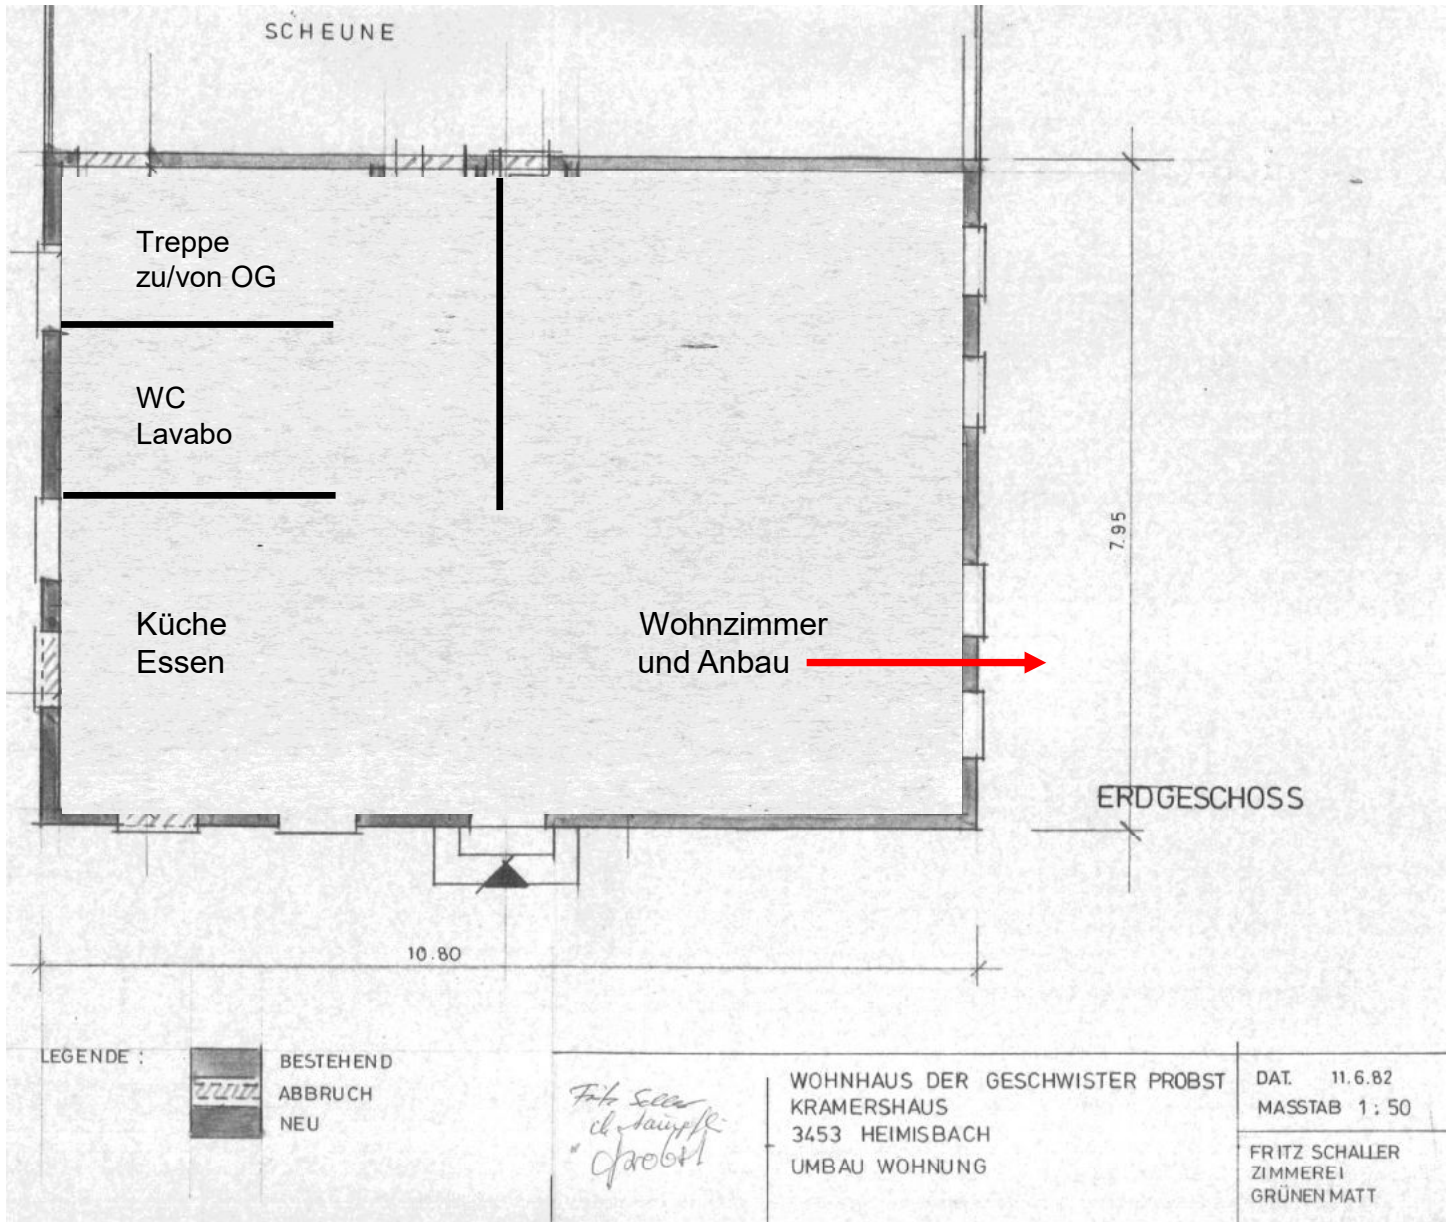 SCHEUNE
Treppe
zu/von OG
WC
Lavabo
Küche
Essen
Wohnzimmer
und Anbau
7.95
ERDGESCHOSS
10.80
LEGENDE :
BESTEHEND
ABBRUCH
NEU
WOHNHAUS DER GESCHWISTER PROBST
KRAMERSHAUS
3453 HEIMISBACH
UMBAU WOHNUNG
DAT. 11.6.82
MASSTAB 1:50
FRITZ SCHALLER
ZIMMEREI
GRÜNENMATT